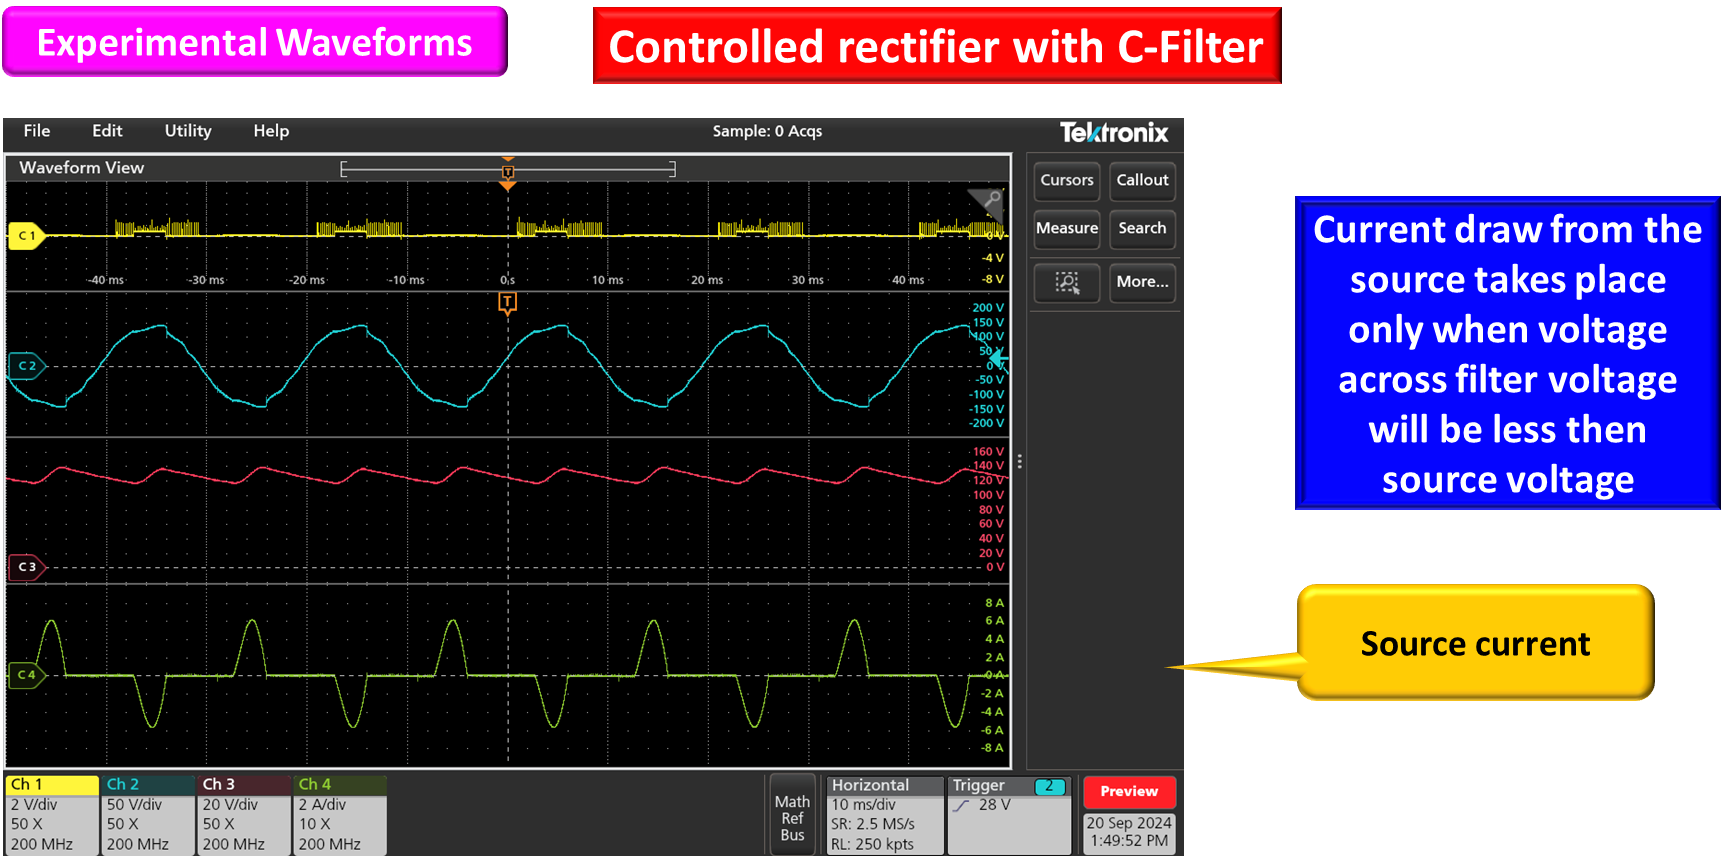 Experimental Waveforms
Controlled rectifier with C-Filter
File Edit Utility Help Sample: 0 Acqs Tektronix
Waveform View
T
Cursors Callout
Measure Search
More...
C 1
0 V
-4 V
-8 V
-40 ms -30 ms -20 ms -10 ms 0 s 10 ms 20 ms 30 ms 40 ms
T
C 2
200 V
150 V
100 V
50 V
0 V
-50 V
-100 V
-150 V
-200 V
C 3
160 V
140 V
120 V
100 V
80 V
60 V
40 V
20 V
0 V
C 4
8 A
6 A
4 A
2 A
0 A
-2 A
-4 A
-6 A
-8 A
Current draw from the
source takes place
only when voltage
across filter voltage
will be less then
source voltage
Source current
Ch 1
2 V/div
50 X
200 MHz
Ch 2
50 V/div
50 X
200 MHz
Ch 3
20 V/div
50 X
200 MHz
Ch 4
2 A/div
10 X
200 MHz
Math
Ref
Bus
Horizontal
10 ms/div
SR: 2.5 MS/s
RL: 250 kpts
Trigger 2
28 V
Preview
20 Sep 2024
1:49:52 PM